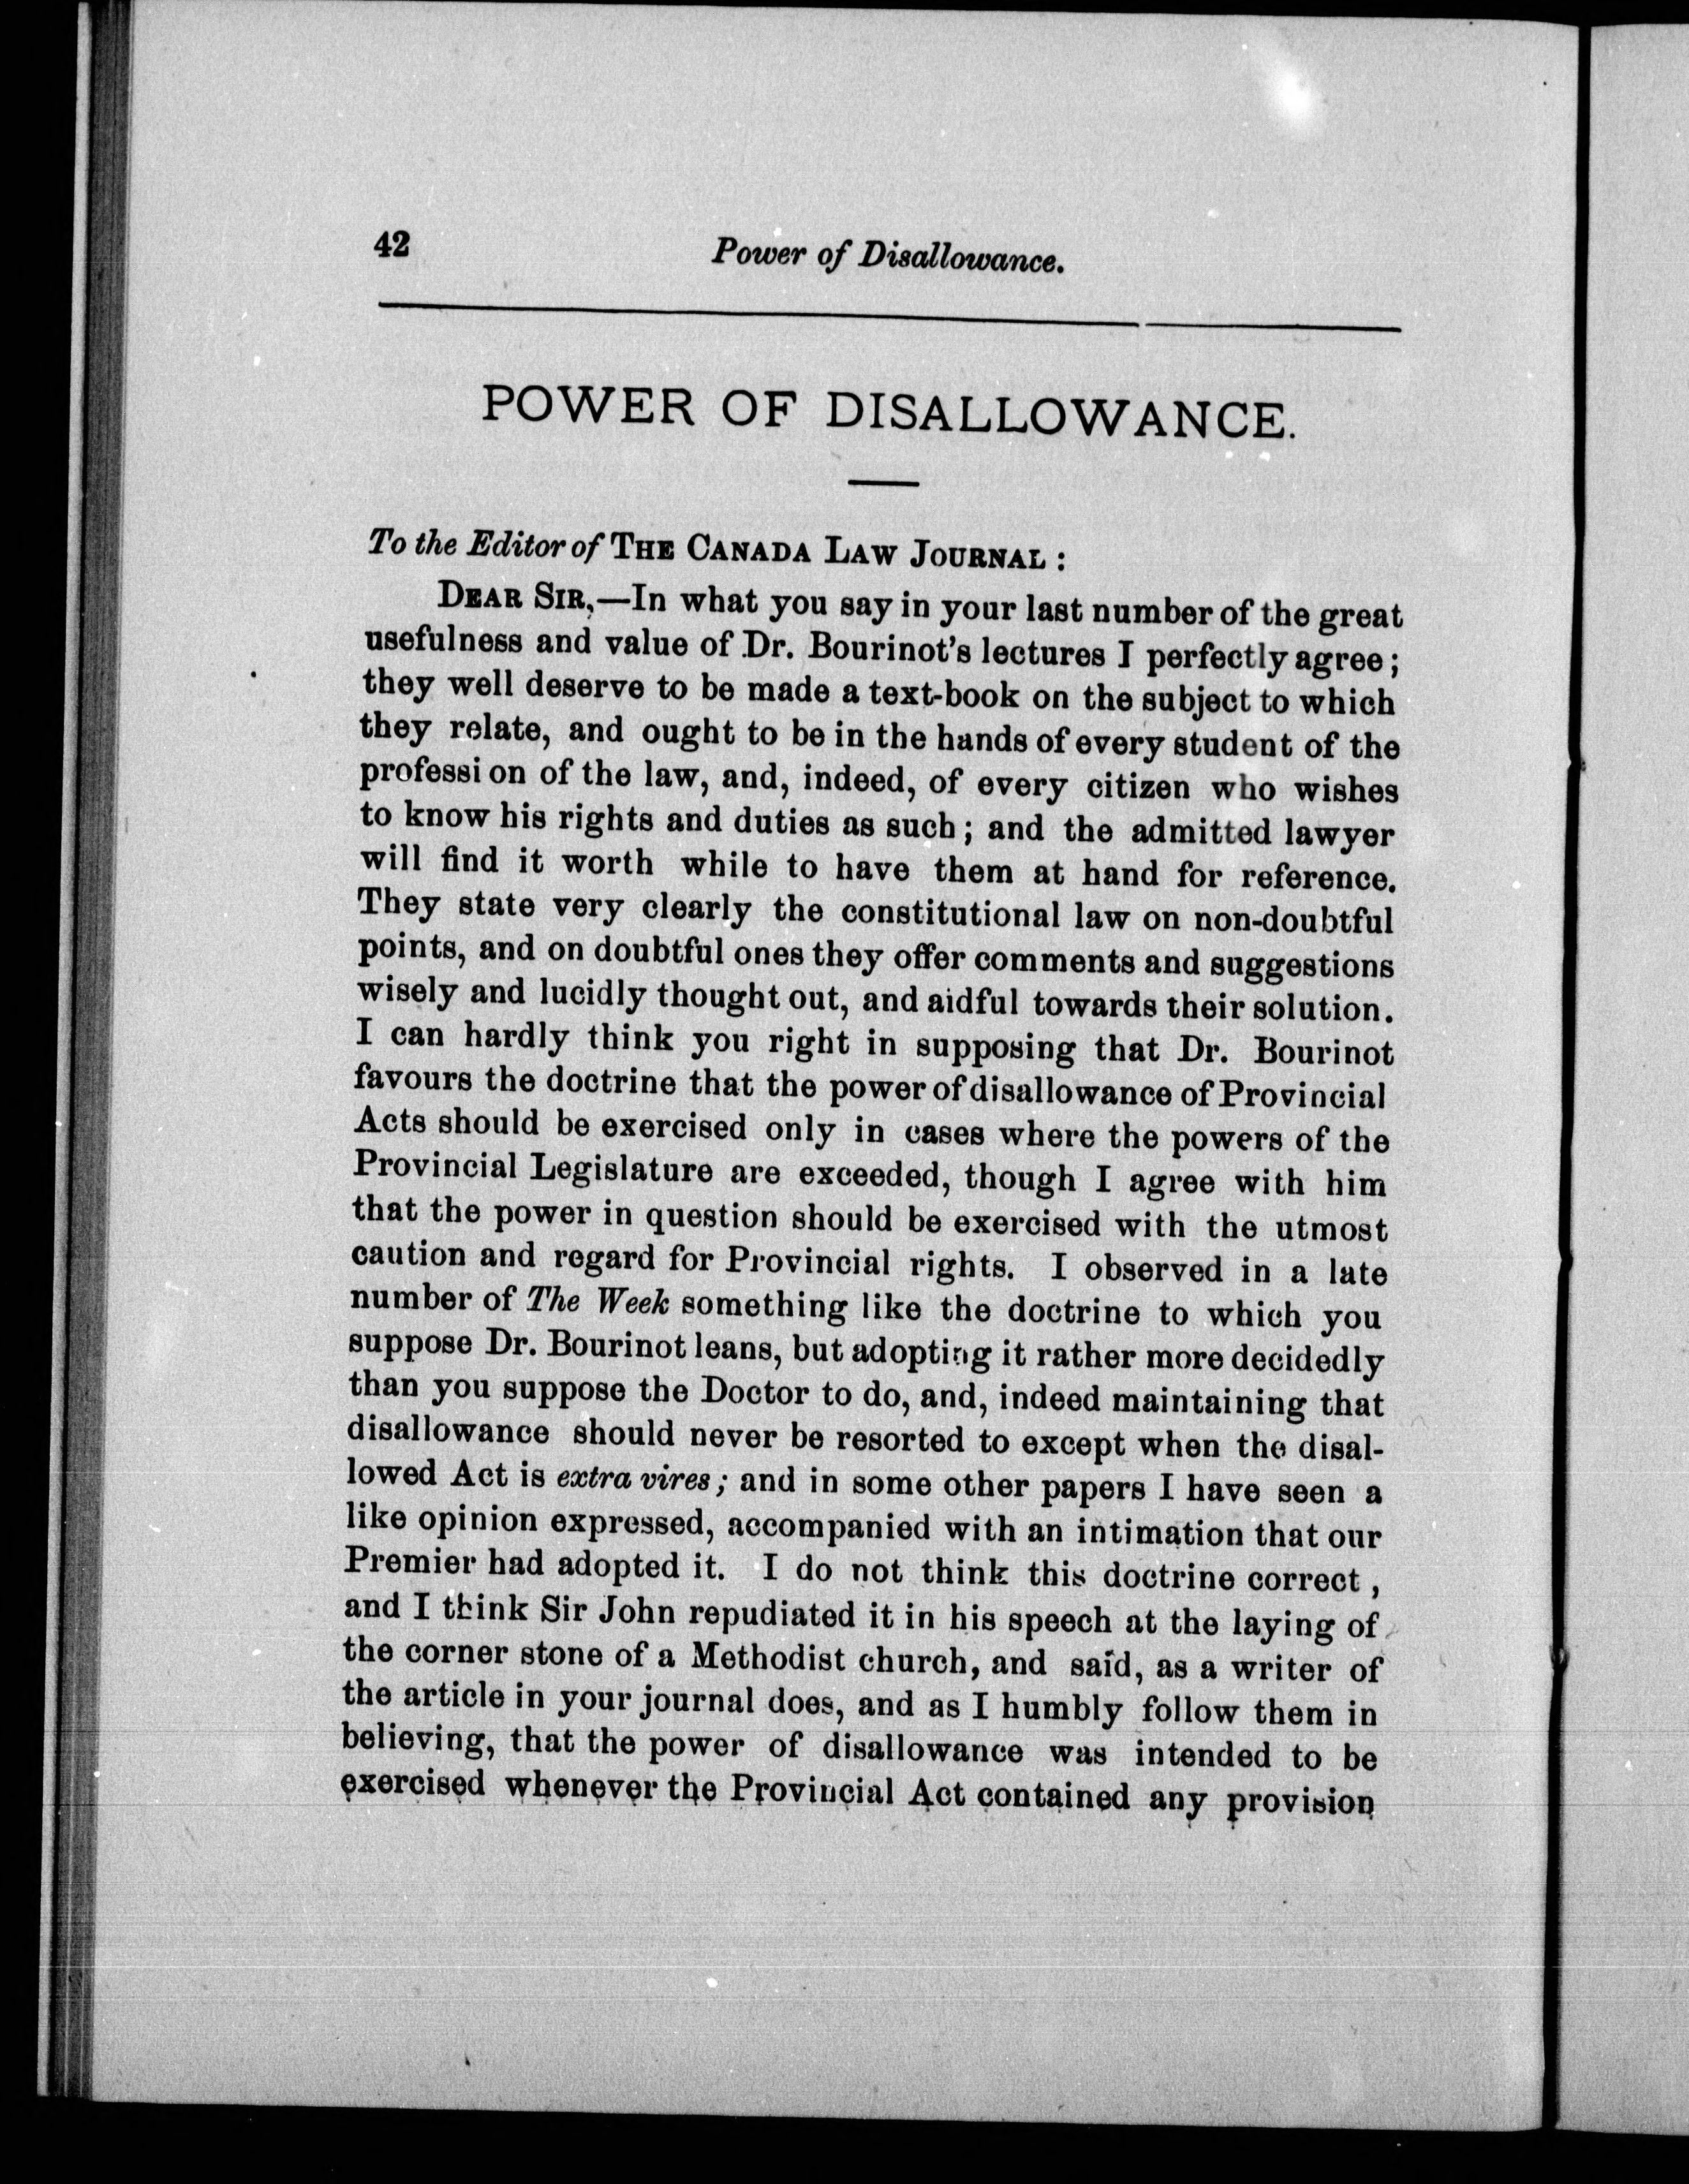 42
Power of Disallowance.
POWER OF DISALLOWANCE.
To the Editor of THE CANADA LAW JOURNAL :
DEAR SIR,—In what you say in your last number of the great
usefulness and value of Dr. Bourinot's lectures I perfectly agree;
they well deserve to be made a text-book on the subject to which
they relate, and ought to be in the hands of every student of the
professi on of the law, and, indeed, of every citizen who wishes
to know his rights and duties as such; and the admitted lawyer
will find it worth while to have them at hand for reference.
They state very clearly the constitutional law on non-doubtful
points, and on doubtful ones they offer comments and suggestions
wisely and lucidly thought out, and aidful towards their solution.
I can hardly think you right in supposing that Dr. Bourinot
favours the doctrine that the power of disallowance of Provincial
Acts should be exercised only in cases where the powers of the
Provincial Legislature are exceeded, though I agree with him
that the power in question should be exercised with the utmost
caution and regard for Provincial rights. I observed in a late
number of The Week something like the doctrine to which you
suppose Dr. Bourinot leans, but adopting it rather more decidedly
than you suppose the Doctor to do, and, indeed maintaining that
disallowance should never be resorted to except when the disal-
lowed Act is extra vires; and in some other papers I have seen a
like opinion expressed, accompanied with an intimation that our
Premier had adopted it. I do not think this doctrine correct,
and I think Sir John repudiated it in his speech at the laying of
the corner stone of a Methodist church, and said, as a writer of
the article in your journal does, and as I humbly follow them in
believing, that the power of disallowance was intended to be
exercised whenever the Provincial Act contained any provision